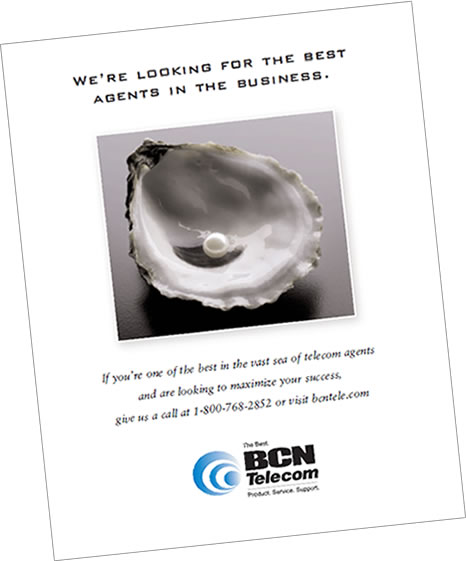 WE'RE LOOKING FOR THE BEST
AGENTS IN THE BUSINESS.
If you're one of the best in the vast sea of telecom agents
and are looking to maximize your success,
give us a call at 1-800-768-2852 or visit bcntele.com
The Best.
BCN
Telecom
Product. Service. Support.